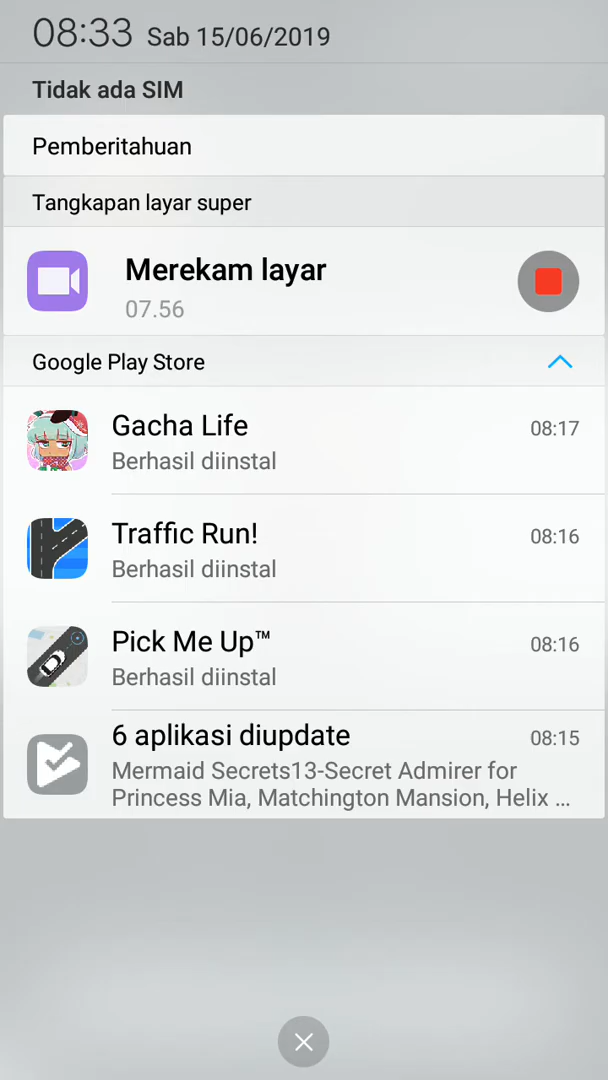 08:33 Sab 15/06/2019
Tidak ada SIM
Pemberitahuan
Tangkapan layar super
Merekam layar
07.56
Google Play Store
Gacha Life 08:17
Berhasil diinstal
Traffic Run! 08:16
Berhasil diinstal
Pick Me Up™ 08:16
Berhasil diinstal
6 aplikasi diupdate 08:15
Mermaid Secrets13-Secret Admirer for
Princess Mia, Matchington Mansion, Helix ...